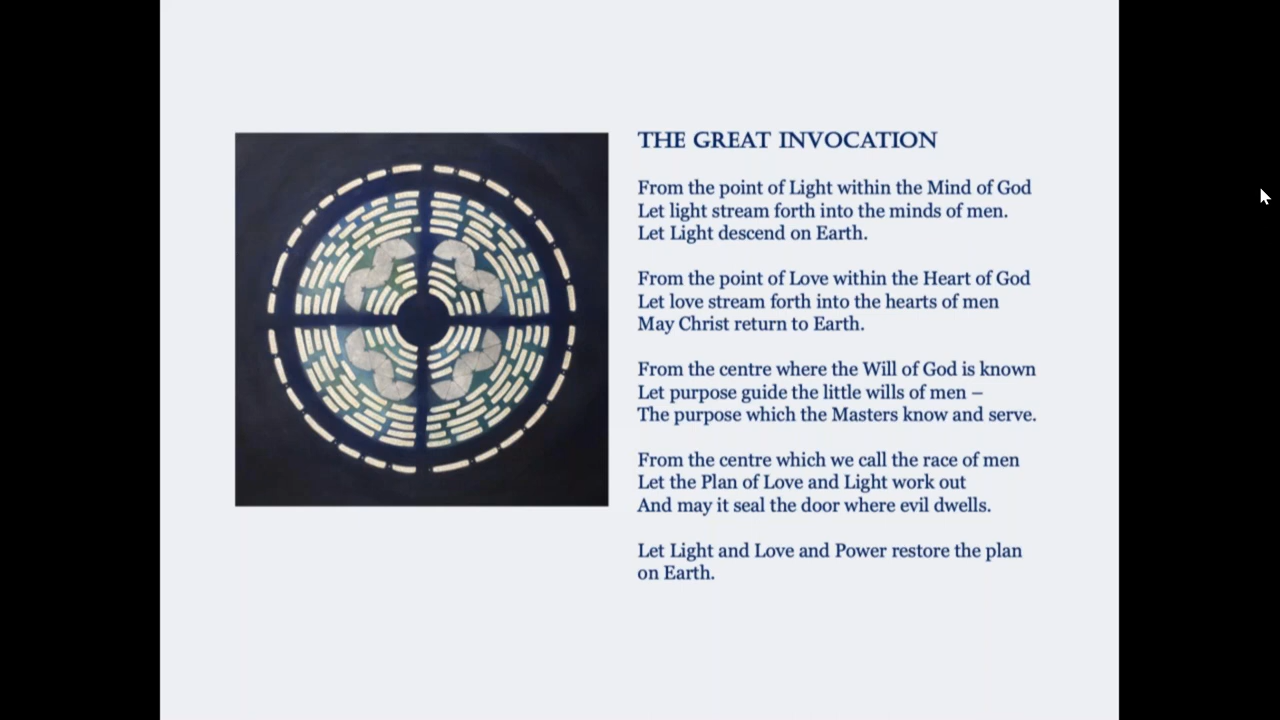 THE GREAT INVOCATION
From the point of Light within the Mind of God
Let light stream forth into the minds of men.
Let Light descend on Earth.
From the point of Love within the Heart of God
Let love stream forth into the hearts of men
May Christ return to Earth.
From the centre where the Will of God is known
Let purpose guide the little wills of men –
The purpose which the Masters know and serve.
From the centre which we call the race of men
Let the Plan of Love and Light work out
And may it seal the door where evil dwells.
Let Light and Love and Power restore the plan
on Earth.